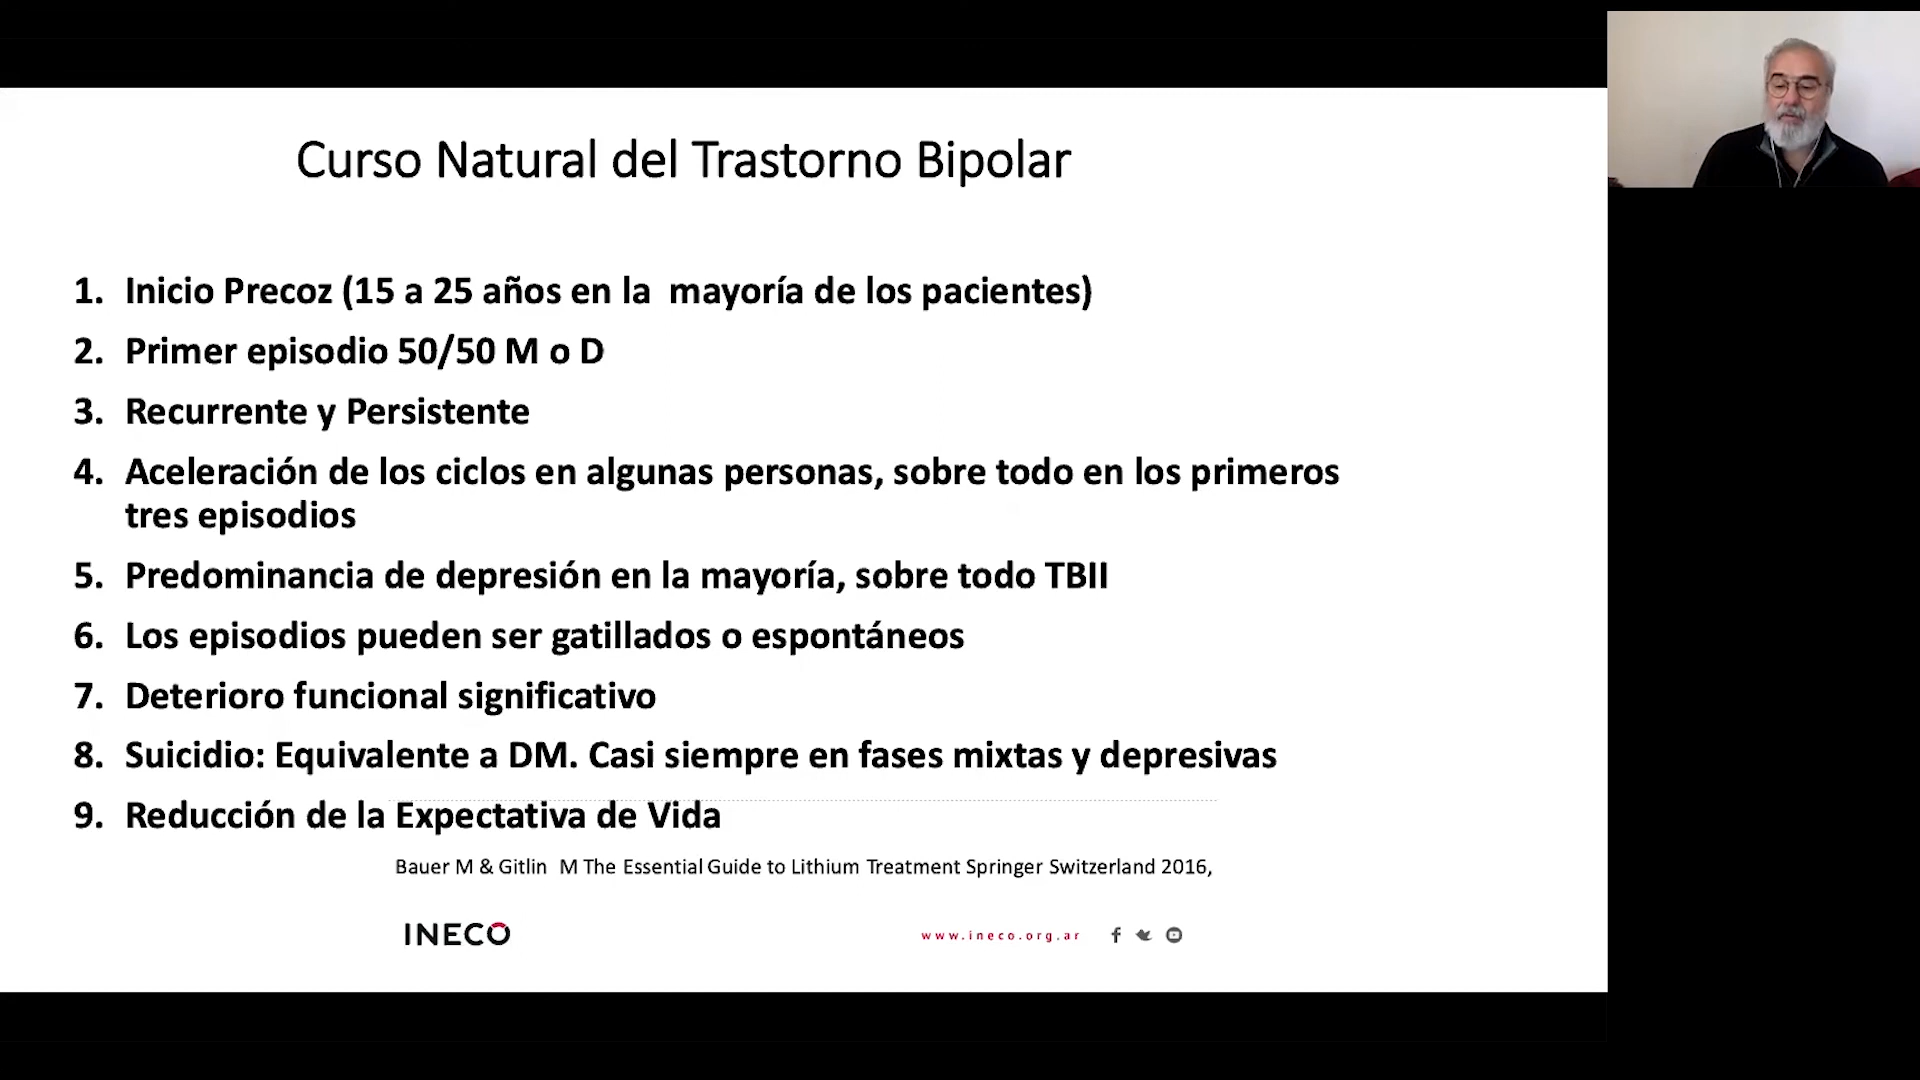 Curso Natural del Trastorno Bipolar
1. Inicio Precoz (15 a 25 años en la mayoría de los pacientes)
2. Primer episodio 50/50 M o D
3. Recurrente y Persistente
4. Aceleración de los ciclos en algunas personas, sobre todo en los primeros
tres episodios
5. Predominancia de depresión en la mayoría, sobre todo TBII
6. Los episodios pueden ser gatillados o espontáneos
7. Deterioro funcional significativo
8. Suicidio: Equivalente a DM. Casi siempre en fases mixtas y depresivas
9. Reducción de la Expectativa de Vida
Bauer M & Gitlin M The Essential Guide to Lithium Treatment Springer Switzerland 2016,
INECO
www.ineco.org.ar